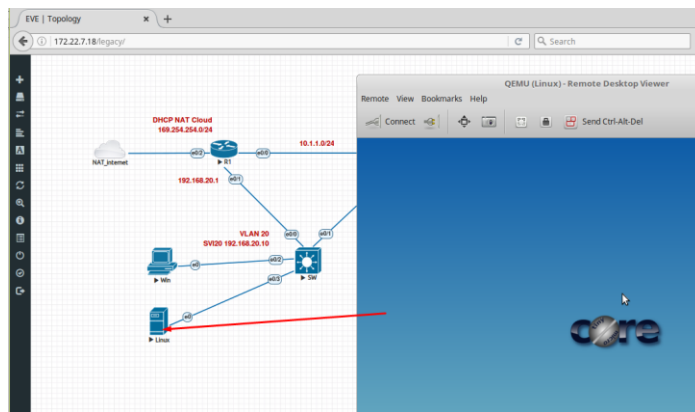 EVE | Topology
172.22.7.18/legacy/
Search
QEMU (Linux) - Remote Desktop Viewer
Remote View Bookmarks Help
Connect
Send Ctrl-Alt-Del
DHCP NAT Cloud
169.254.254.0/24
10.1.1.0/24
NAT_Internet
e0/2
e0/0
R1
192.168.20.1
e0/1
VLAN 20
SVI20 192.168.20.10
e0/0
e0/1
e0
e0/2
SW
Win
e0/3
e0
Linux
core